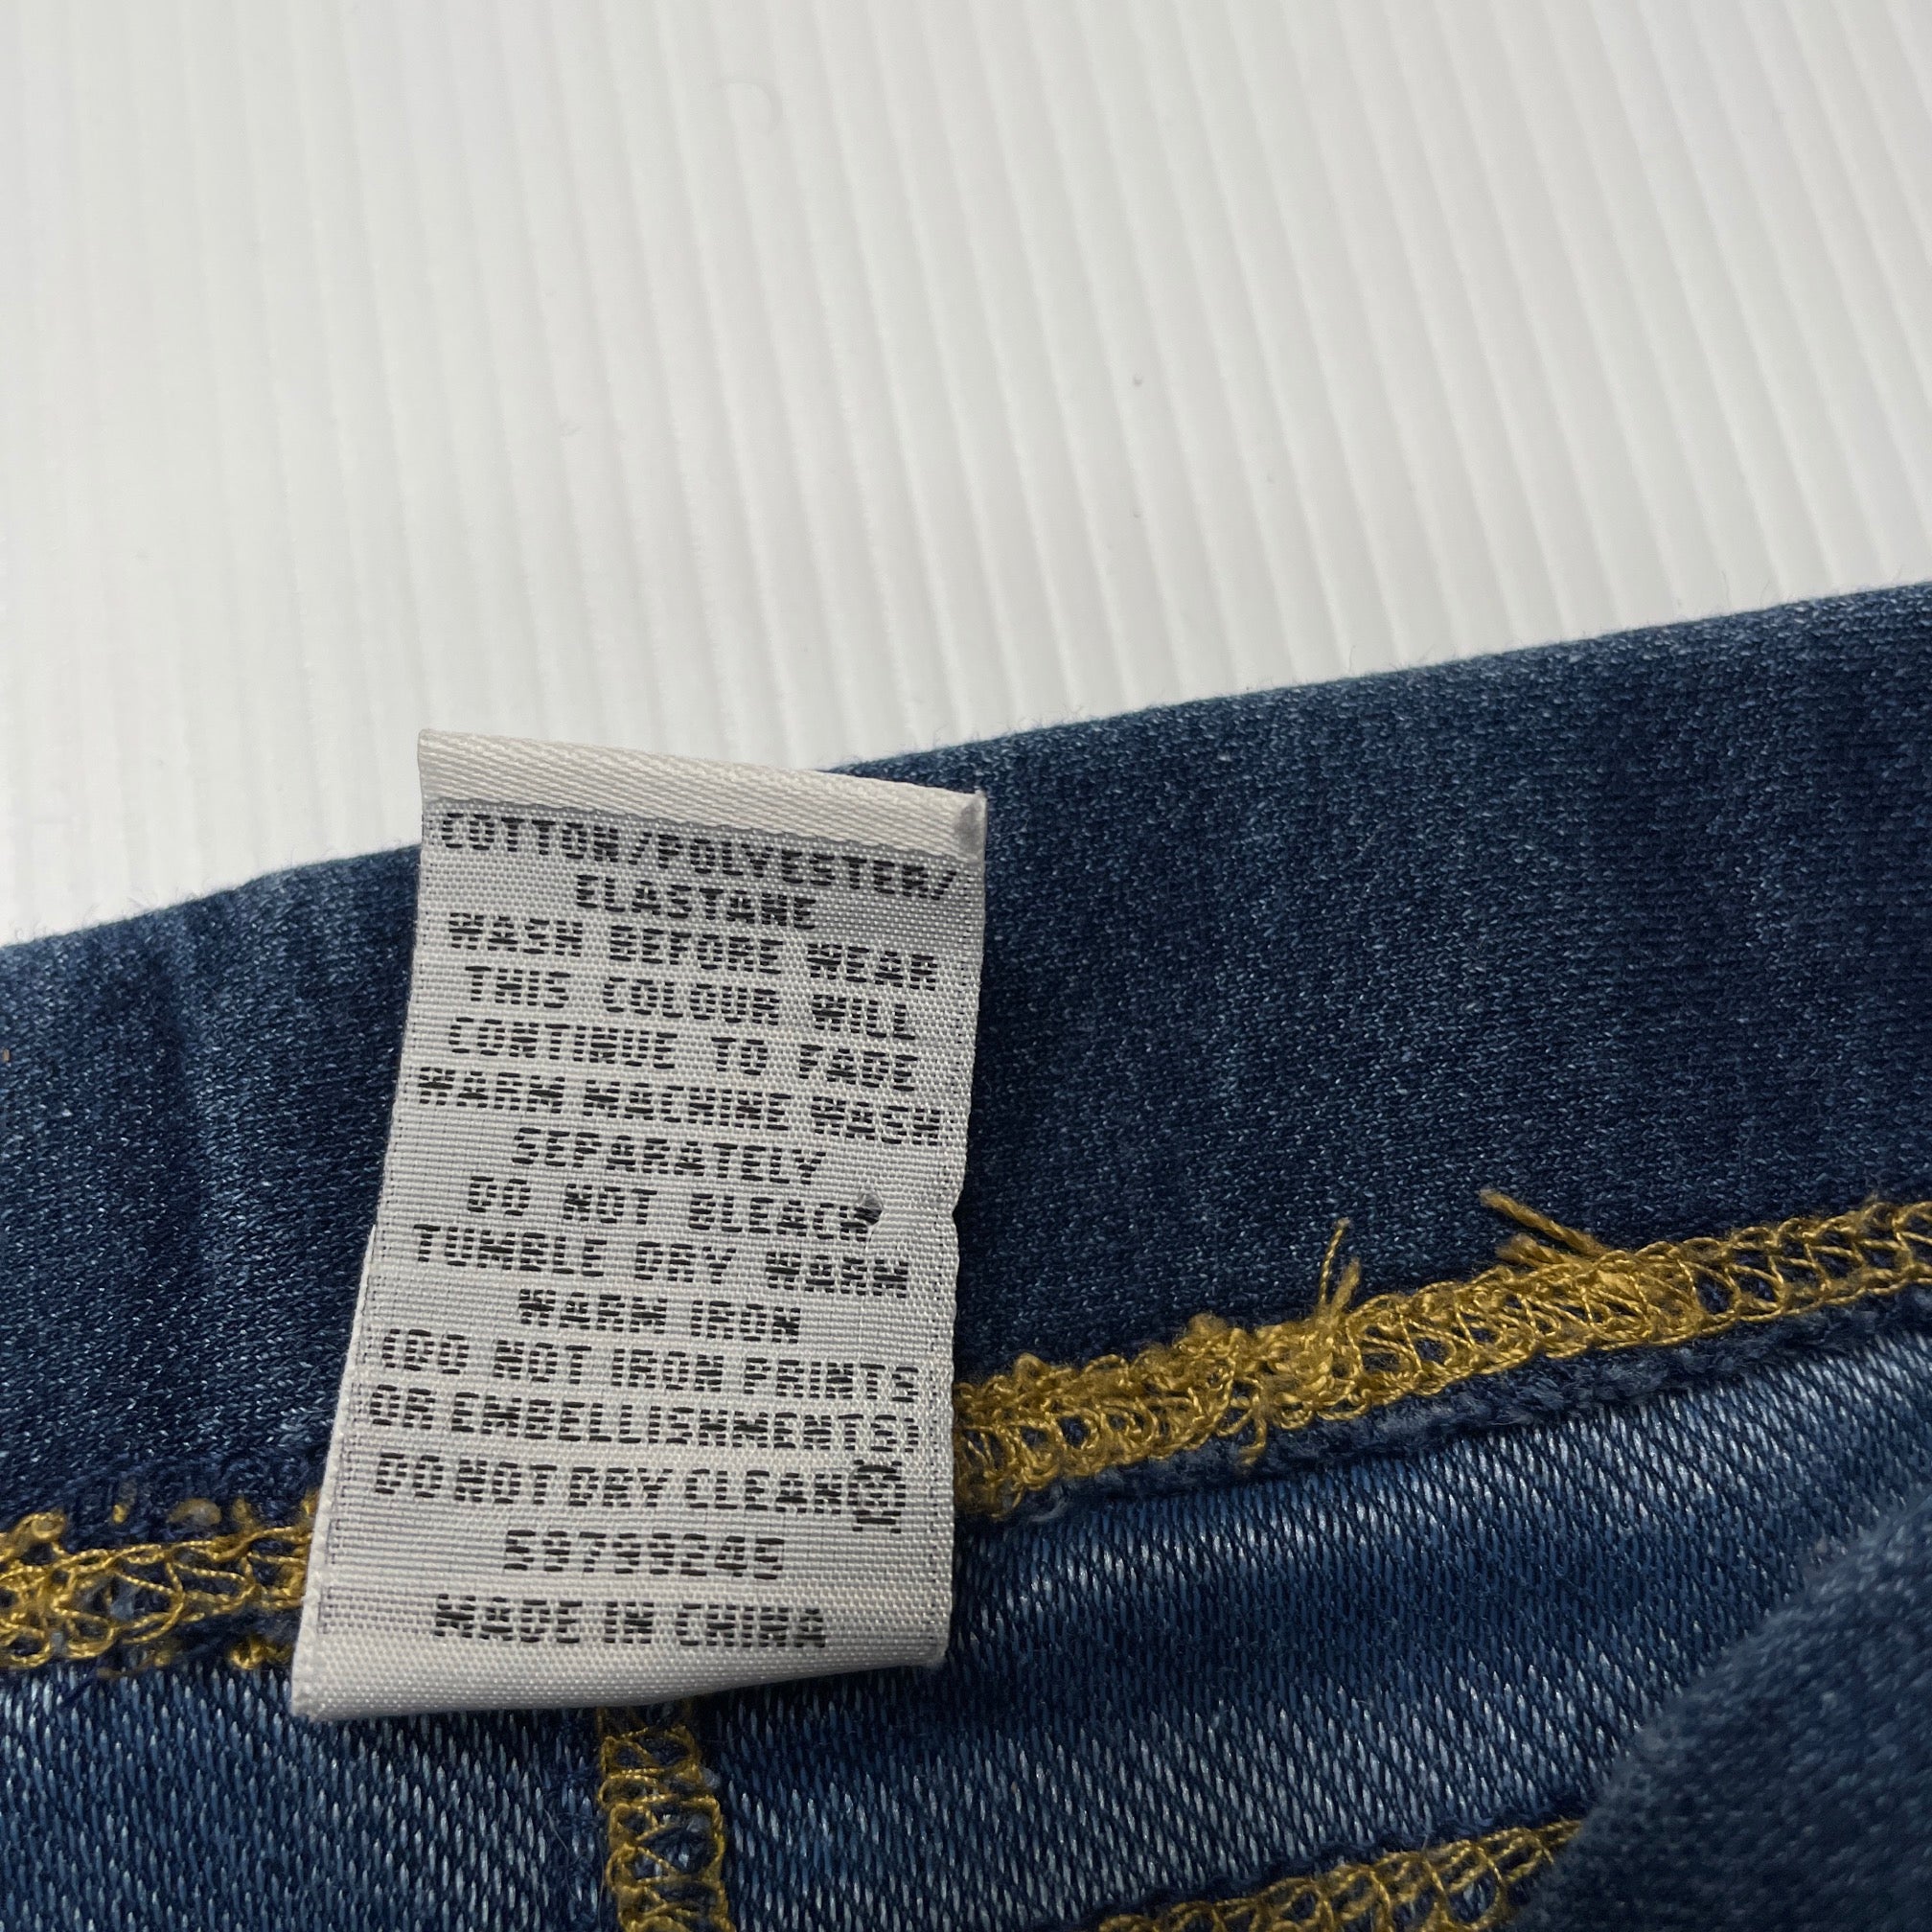 COTTON/POLYESTER/
ELASTANE
WASH BEFORE WEAR
THIS COLOUR WILL
CONTINUE TO FADE
WARM MACHINE WASH
SEPARATELY
DO NOT BLEACH
TUMBLE DRY WARM
WARM IRON
(DO NOT IRON PRINTS
OR EMBELLISHMENTS)
DO NOT DRY CLEAN
59799245
MADE IN CHINA